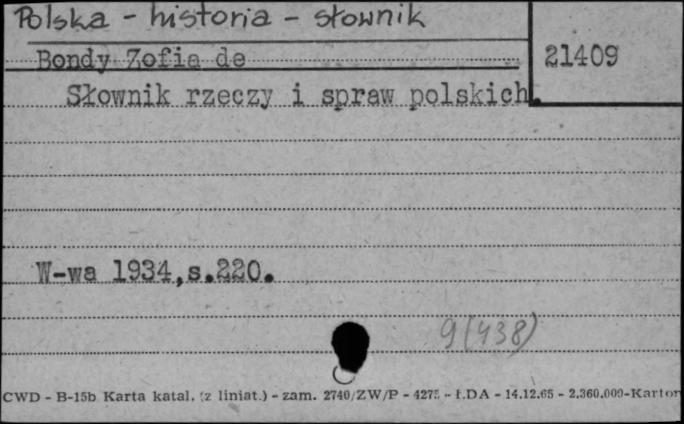 Polska - historia - słownik
Bondy Zofia de
21409
Słownik rzeczy i spraw polskich.
W-wa 1934,s.220.
9(438)
CWD - B-15b Karta katal. (z liniat.) - zam. 2740/ZW/P - - I.DA - 14.12.65 - 2.360.000-Karton